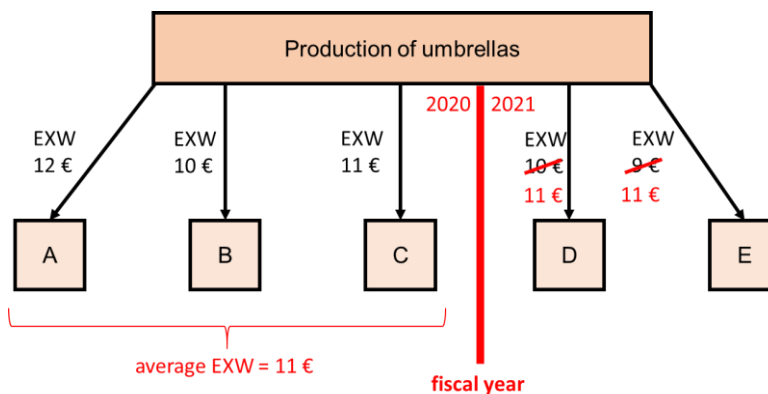 Production of umbrellas
2020 2021
EXW EXW EXW EXW EXW
12 € 10 € 11 € 10 € 9 €
11 € 11 €
A B C D E
average EXW = 11 €
fiscal year